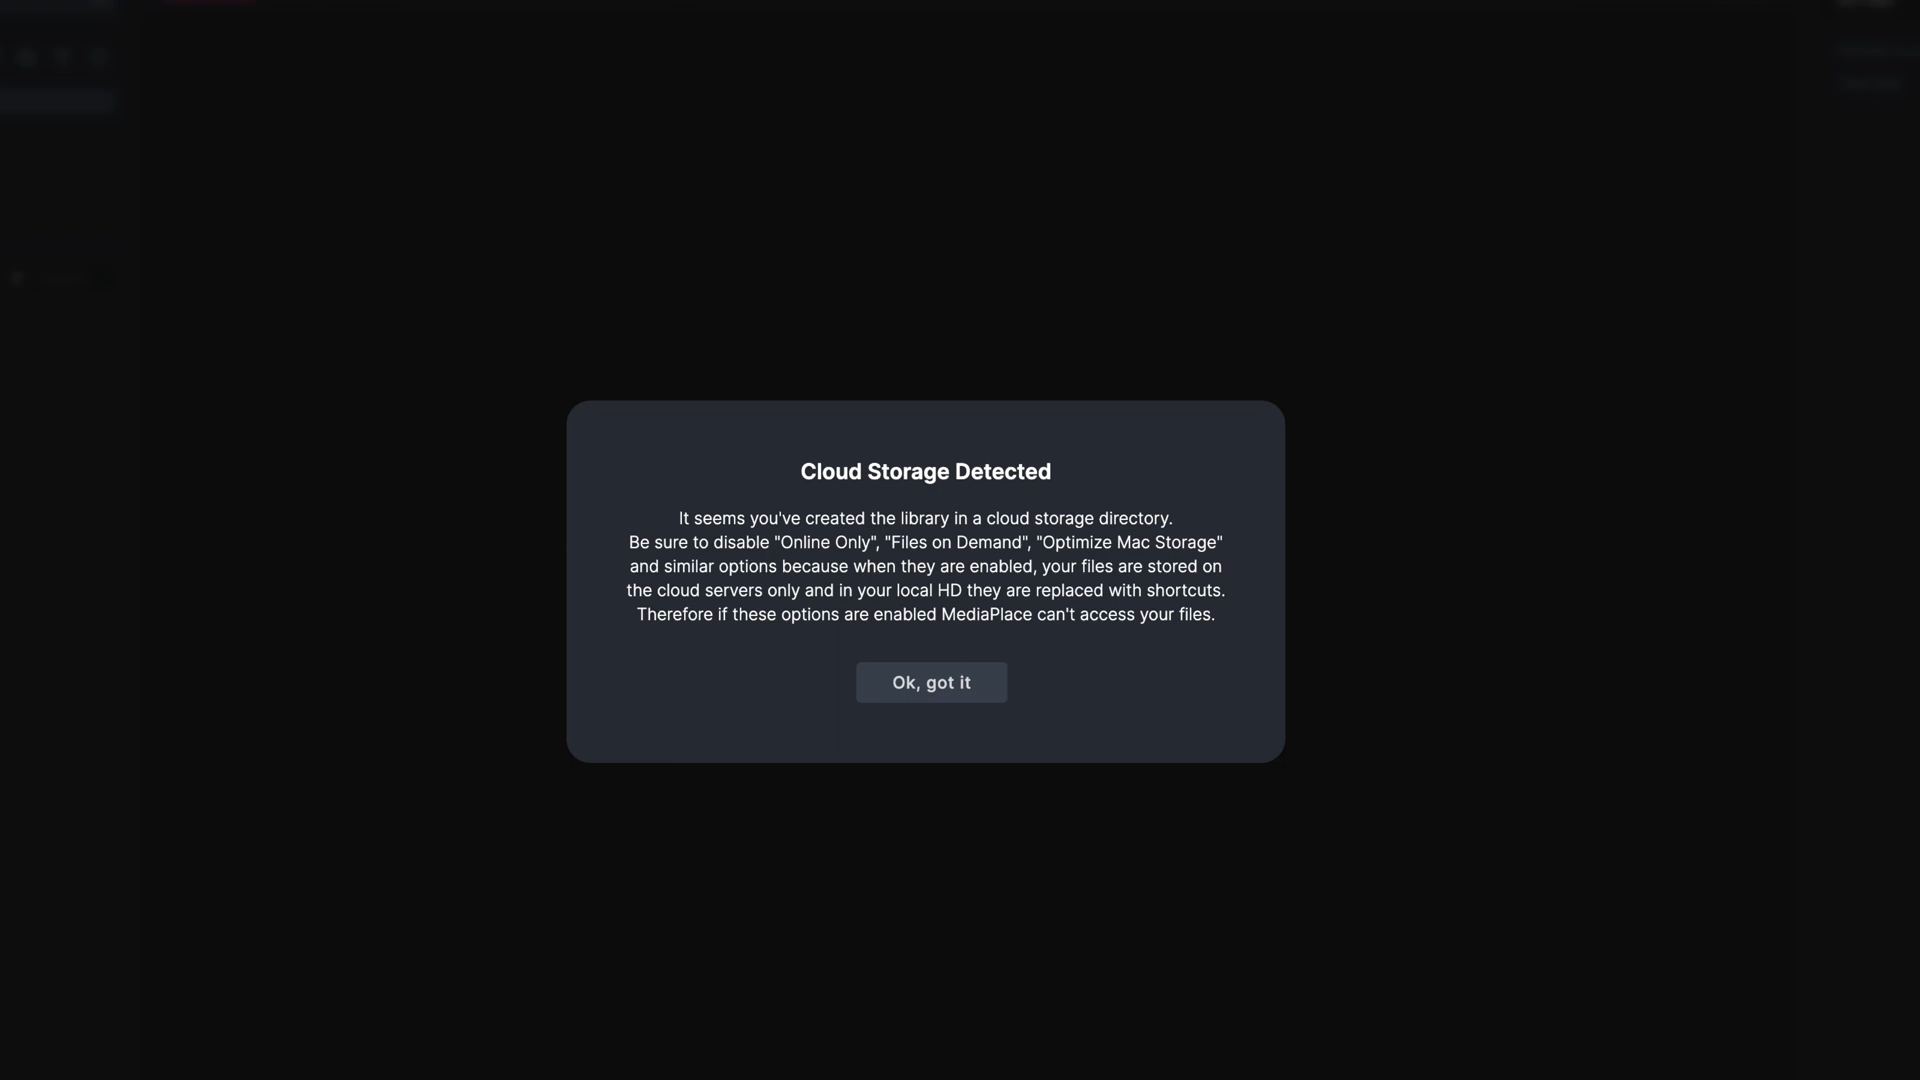 Cloud Storage Detected
It seems you've created the library in a cloud storage directory.
Be sure to disable "Online Only", "Files on Demand", "Optimize Mac Storage"
and similar options because when they are enabled, your files are stored on
the cloud servers only and in your local HD they are replaced with shortcuts.
Therefore if these options are enabled MediaPlace can't access your files.
Ok, got it